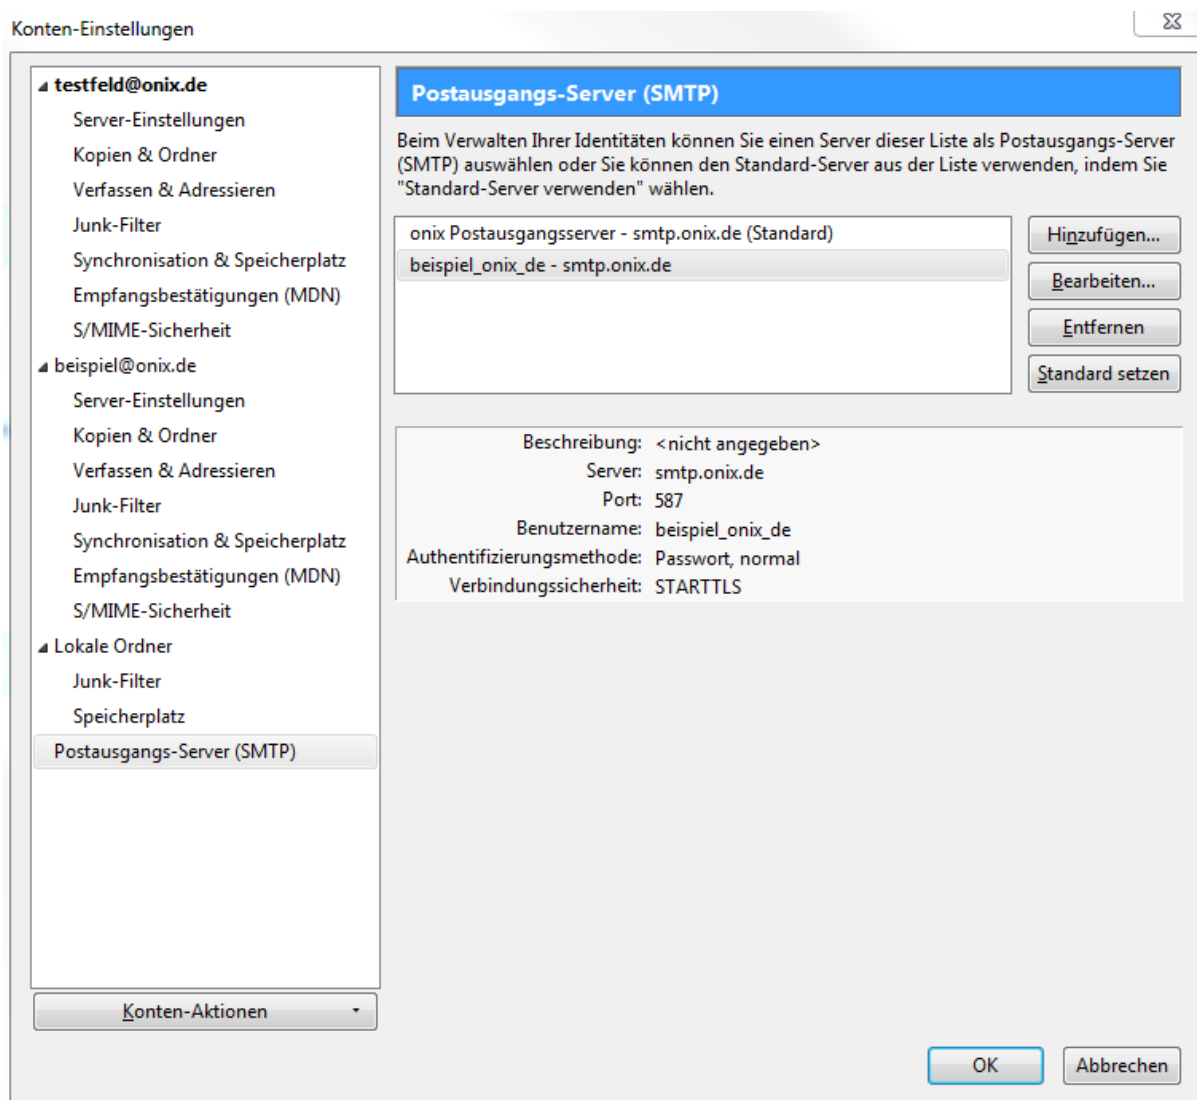 Konten-Einstellungen
testfeld@onix.de
Server-Einstellungen
Kopien & Ordner
Verfassen & Adressieren
Junk-Filter
Synchronisation & Speicherplatz
Empfangsbestätigungen (MDN)
S/MIME-Sicherheit
beispiel@onix.de
Server-Einstellungen
Kopien & Ordner
Verfassen & Adressieren
Junk-Filter
Synchronisation & Speicherplatz
Empfangsbestätigungen (MDN)
S/MIME-Sicherheit
Lokale Ordner
Junk-Filter
Speicherplatz
Postausgangs-Server (SMTP)
Konten-Aktionen
Postausgangs-Server (SMTP)
Beim Verwalten Ihrer Identitäten können Sie einen Server dieser Liste als Postausgangs-Server
(SMTP) auswählen oder Sie können den Standard-Server aus der Liste verwenden, indem Sie
"Standard-Server verwenden" wählen.
onix Postausgangsserver - smtp.onix.de (Standard)
beispiel_onix_de - smtp.onix.de
Hinzufügen...
Bearbeiten...
Entfernen
Standard setzen
Beschreibung: <nicht angegeben>
Server: smtp.onix.de
Port: 587
Benutzername: beispiel_onix_de
Authentifizierungsmethode: Passwort, normal
Verbindungssicherheit: STARTTLS
OK
Abbrechen